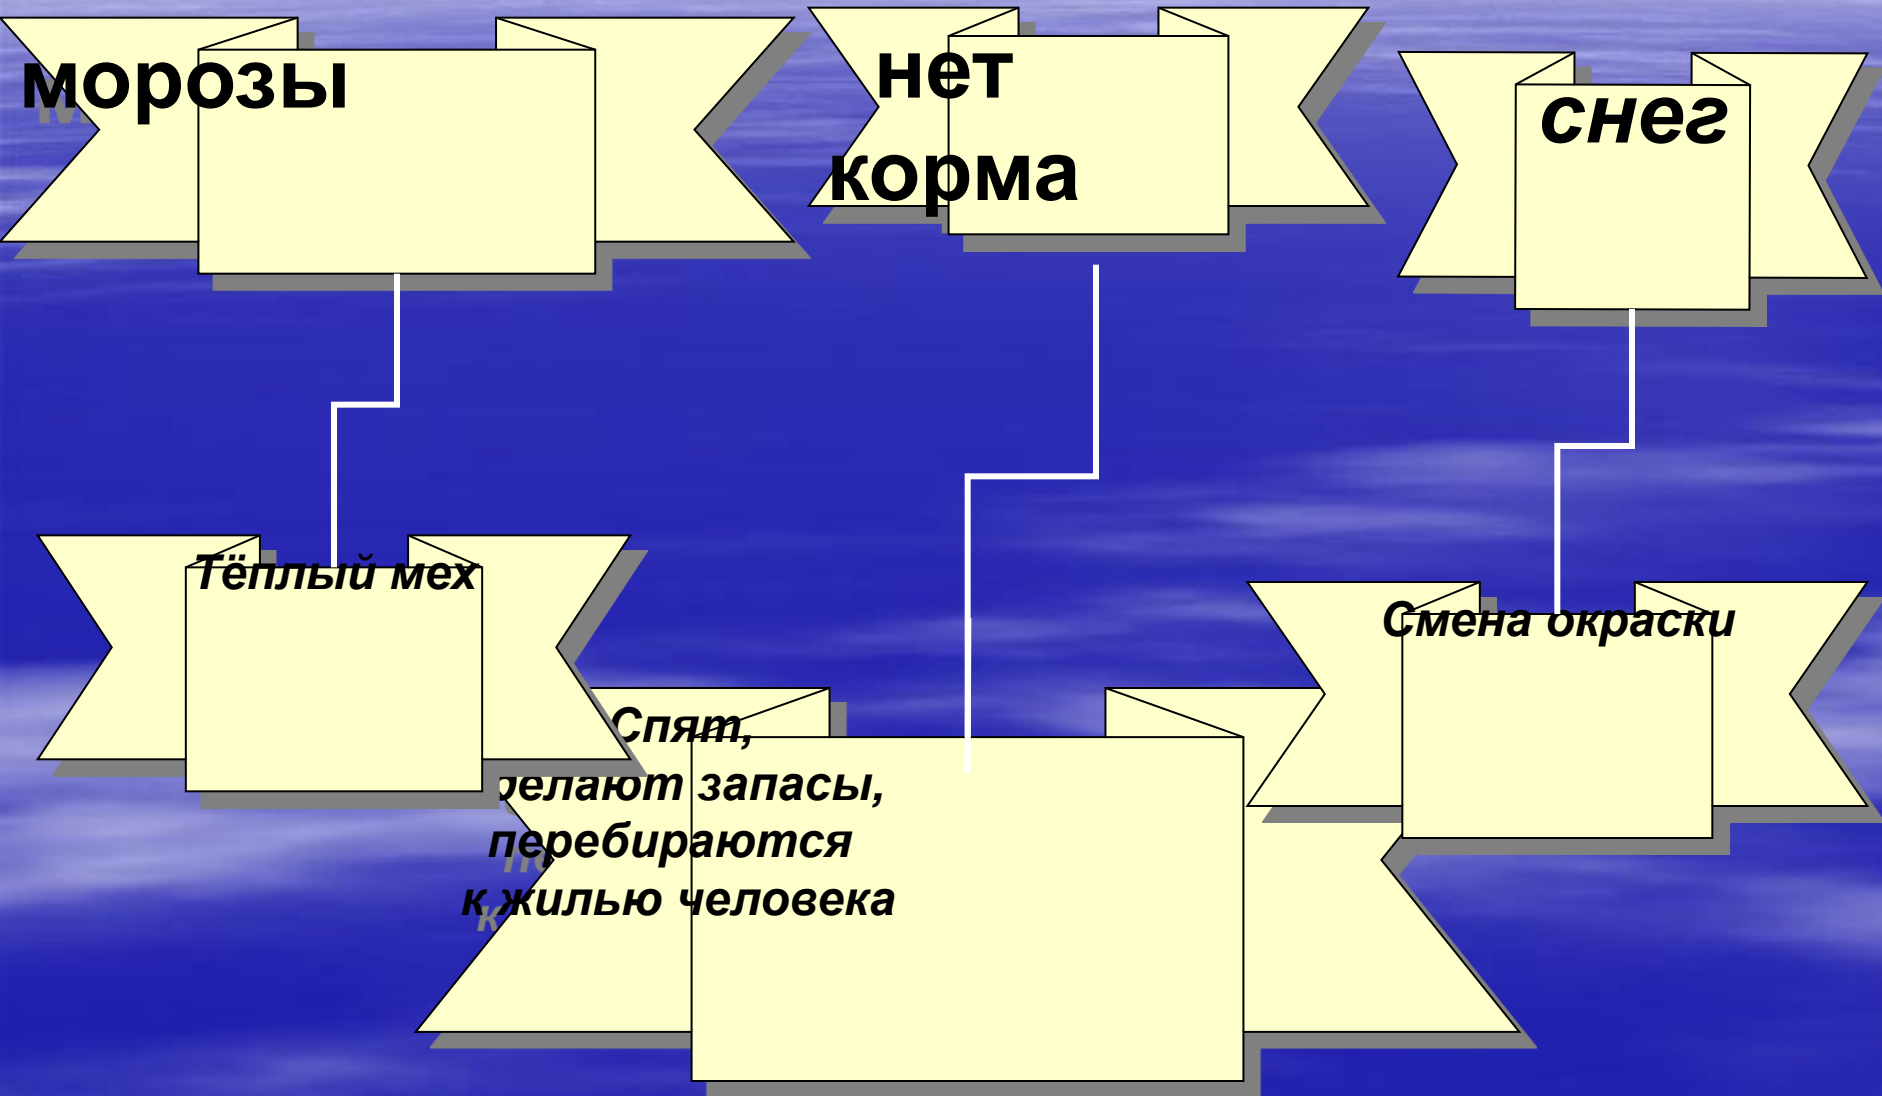 морозы
нет
корма
снег
Тёплый мех
Смена окраски
Спят,
делают запасы,
перебираются
к жилью человека